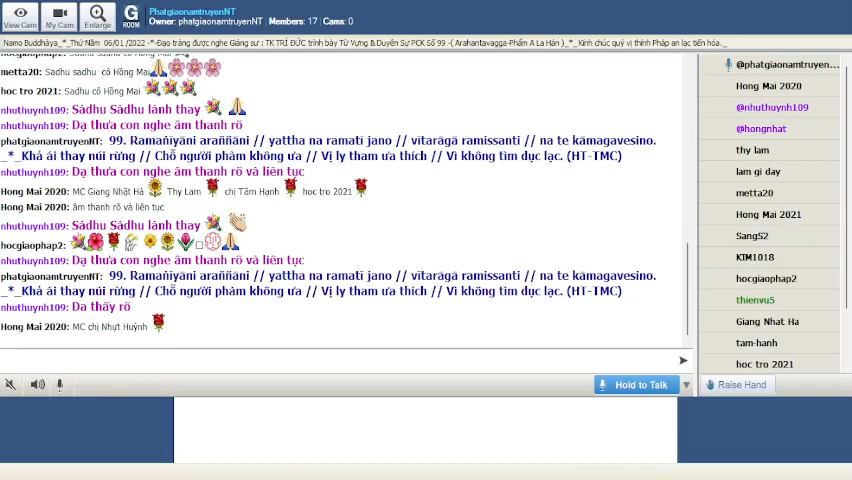 PhatgiaonamtruyenNT
Owner: phatgiaonamtruyenNT | Members: 17 | Cams: 0
View Cam
My Cam
Enlarge
G
ROOM
Namo Buddhàya_*_Thứ Năm 06/01 /2022 -*-Đạo tràng được nghe Giảng sư : TK TRÍ ĐỨC trình bày Từ Vựng & Duyên Sự PCK Số 99 -( Arahantavagga-Phẩm A La Hán )_*_ Kính chúc quý vị thính Pháp an lạc tiến hóa._
metta20: Sadhu sadhu cô Hồng Mai
hoc tro 2021: Sadhu cô Hồng Mai
nhuthuynh109: Sàdhu Sàdhu lành thay
nhuthuynh109: Dạ thưa con nghe âm thanh rõ
phatgiaonamtruyenNT: 99. Ramaṇīyāni araññāni // yattha na ramatī jano // vītarāgā ramissanti // na te kāmagavesino.
_*_Khả ái thay núi rừng // Chỗ người phàm không ưa // Vị ly tham ưa thích // Vì không tìm dục lạc. (HT-TMC)
nhuthuynh109: Dạ thưa con nghe âm thanh rõ và liên tục
Hong Mai 2020: MC Giang Nhật Hà Thy Lam chị Tâm Hạnh hoc tro 2021
Hong Mai 2020: âm thanh rõ và liên tục
nhuthuynh109: Sàdhu Sàdhu lành thay
hocgiaophap2:
nhuthuynh109: Dạ thưa con nghe âm thanh rõ và liên tục
phatgiaonamtruyenNT: 99. Ramaṇīyāni araññāni // yattha na ramatī jano // vītarāgā ramissanti // na te kāmagavesino.
_*_Khả ái thay núi rừng // Chỗ người phàm không ưa // Vị ly tham ưa thích // Vì không tìm dục lạc. (HT-TMC)
nhuthuynh109: Dạ thấy rõ
Hong Mai 2020: MC chị Nhựt Huỳnh
@phatgiaonamtruyen...
Hong Mai 2020
@nhuthuynh109
@hongnhat
thy lam
lam gi day
metta20
Hong Mai 2021
SangS2
KIM1018
hocgiaophap2
thienvu5
Giang Nhat Ha
tam-hanh
hoc tro 2021
Hold to Talk
Raise Hand